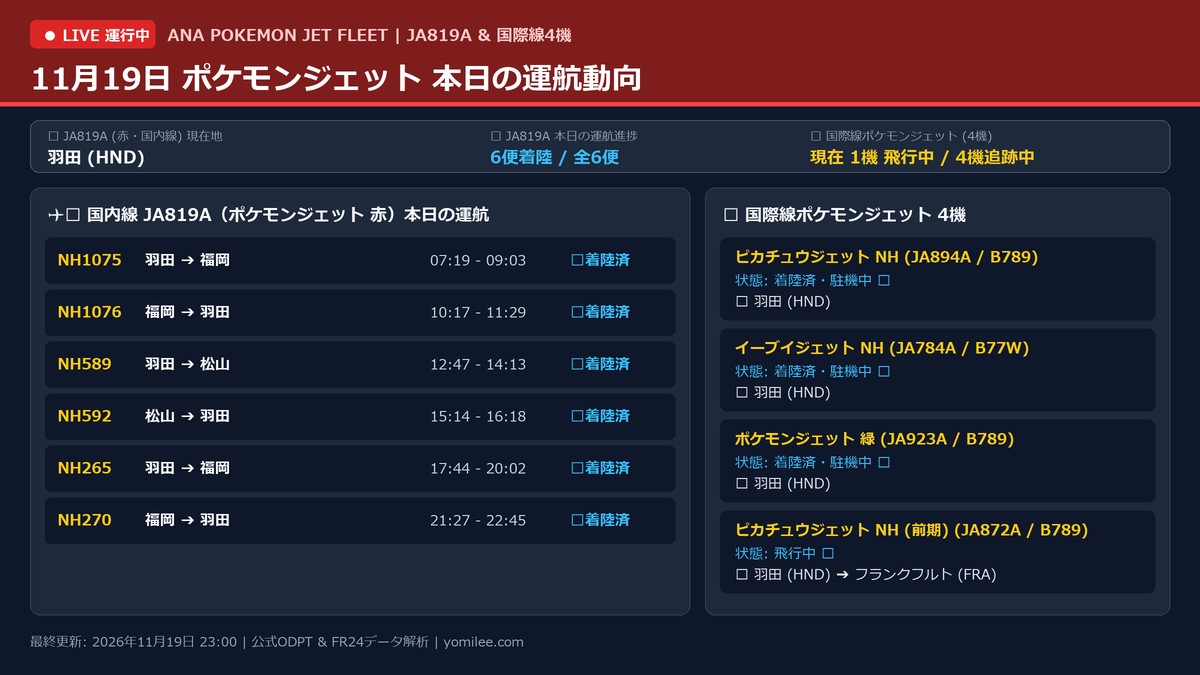 ● LIVE 運行中 ANA POKEMON JET FLEET | JA819A & 国際線4機
11月19日 ポケモンジェット 本日の運航動向
□ JA819A (赤・国内線) 現在地
羽田 (HND)
□ JA819A 本日の運航進捗
6便着陸 / 全6便
□ 国際線ポケモンジェット (4機)
現在 1機 飛行中 / 4機追跡中
✈□ 国内線 JA819A（ポケモンジェット 赤）本日の運航
NH1075 羽田 → 福岡 07:19 - 09:03 □着陸済
NH1076 福岡 → 羽田 10:17 - 11:29 □着陸済
NH589 羽田 → 松山 12:47 - 14:13 □着陸済
NH592 松山 → 羽田 15:14 - 16:18 □着陸済
NH265 羽田 → 福岡 17:44 - 20:02 □着陸済
NH270 福岡 → 羽田 21:27 - 22:45 □着陸済
□ 国際線ポケモンジェット 4機
ピカチュウジェット NH (JA894A / B789)
状態: 着陸済・駐機中 □
□ 羽田 (HND)
イーブイジェット NH (JA784A / B77W)
状態: 着陸済・駐機中 □
□ 羽田 (HND)
ポケモンジェット 緑 (JA923A / B789)
状態: 着陸済・駐機中 □
□ 羽田 (HND)
ピカチュウジェット NH (前期) (JA872A / B789)
状態: 飛行中 □
□ 羽田 (HND) ➔ フランクフルト (FRA)
最終更新: 2026年11月19日 23:00 | 公式ODPT & FR24データ解析 | yomilee.com